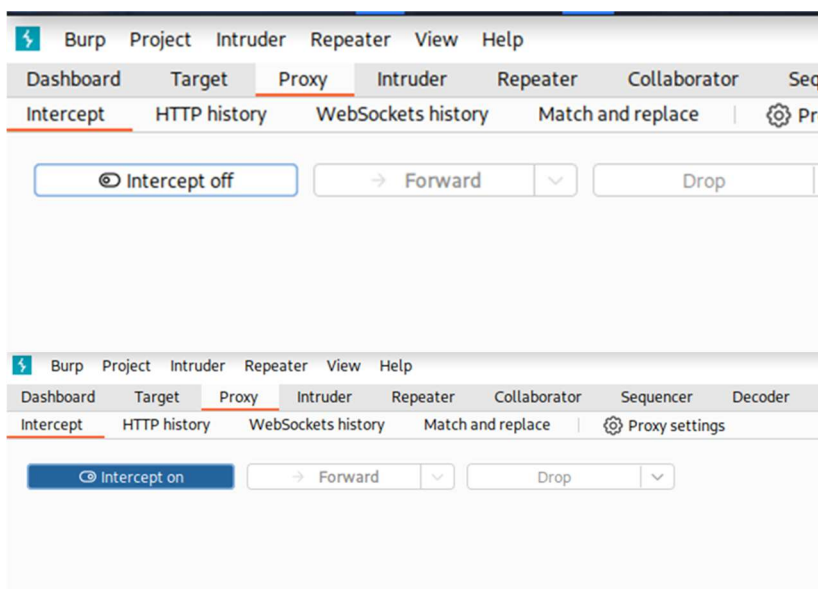 Burp Project Intruder Repeater View Help
Dashboard Target Proxy Intruder Repeater Collaborator Seq
Intercept HTTP history WebSockets history Match and replace Pr
Intercept off Forward Drop
Burp Project Intruder Repeater View Help
Dashboard Target Proxy Intruder Repeater Collaborator Sequencer Decoder
Intercept HTTP history WebSockets history Match and replace Proxy settings
Intercept on Forward Drop